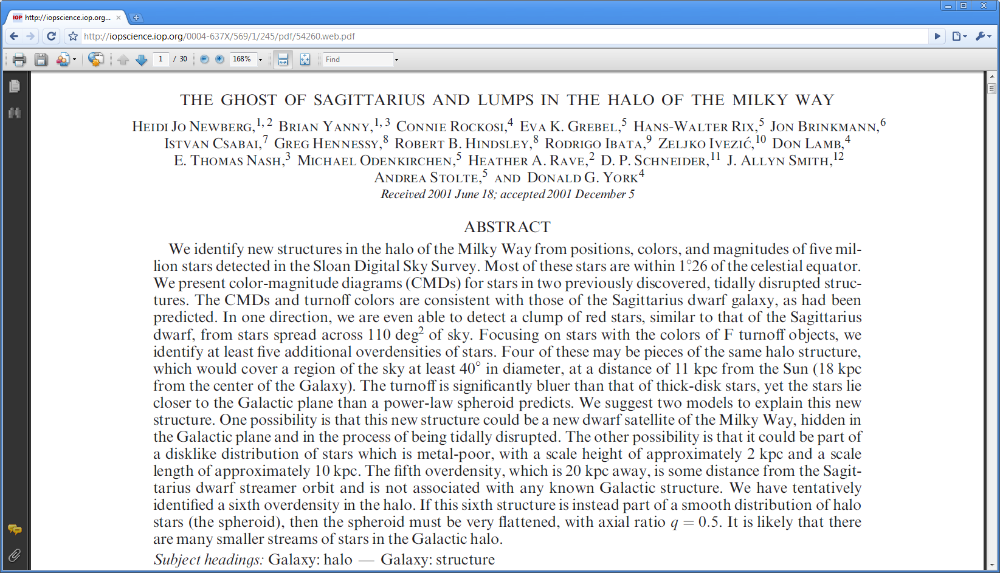 IOP http://iopscience.iop.org...
http://iopscience.iop.org/0004-637X/569/1/245/pdf/54260.web.pdf
1 / 30 168% Find
THE GHOST OF SAGITTARIUS AND LUMPS IN THE HALO OF THE MILKY WAY
Heidi Jo Newberg,1, 2 Brian Yanny,1, 3 Connie Rockosi,4 Eva K. Grebel,5 Hans-Walter Rix,5 Jon Brinkmann,6
Istvan Csabai,7 Greg Hennessy,8 Robert B. Hindsley,8 Rodrigo Ibata,9 Zeljko Ivezić,10 Don Lamb,4
E. Thomas Nash,3 Michael Odenkirchen,5 Heather A. Rave,2 D. P. Schneider,11 J. Allyn Smith,12
Andrea Stolte,5 and Donald G. York4
Received 2001 June 18; accepted 2001 December 5
ABSTRACT
We identify new structures in the halo of the Milky Way from positions, colors, and magnitudes of five mil-
lion stars detected in the Sloan Digital Sky Survey. Most of these stars are within 1°.26 of the celestial equator.
We present color-magnitude diagrams (CMDs) for stars in two previously discovered, tidally disrupted struc-
tures. The CMDs and turnoff colors are consistent with those of the Sagittarius dwarf galaxy, as had been
predicted. In one direction, we are even able to detect a clump of red stars, similar to that of the Sagittarius
dwarf, from stars spread across 110 deg2 of sky. Focusing on stars with the colors of F turnoff objects, we
identify at least five additional overdensities of stars. Four of these may be pieces of the same halo structure,
which would cover a region of the sky at least 40° in diameter, at a distance of 11 kpc from the Sun (18 kpc
from the center of the Galaxy). The turnoff is significantly bluer than that of thick-disk stars, yet the stars lie
closer to the Galactic plane than a power-law spheroid predicts. We suggest two models to explain this new
structure. One possibility is that this new structure could be a new dwarf satellite of the Milky Way, hidden in
the Galactic plane and in the process of being tidally disrupted. The other possibility is that it could be part of
a disklike distribution of stars which is metal-poor, with a scale height of approximately 2 kpc and a scale
length of approximately 10 kpc. The fifth overdensity, which is 20 kpc away, is some distance from the Sagit-
tarius dwarf streamer orbit and is not associated with any known Galactic structure. We have tentatively
identified a sixth overdensity in the halo. If this sixth structure is instead part of a smooth distribution of halo
stars (the spheroid), then the spheroid must be very flattened, with axial ratio q = 0.5. It is likely that there
are many smaller streams of stars in the Galactic halo.
Subject headings: Galaxy: halo — Galaxy: structure